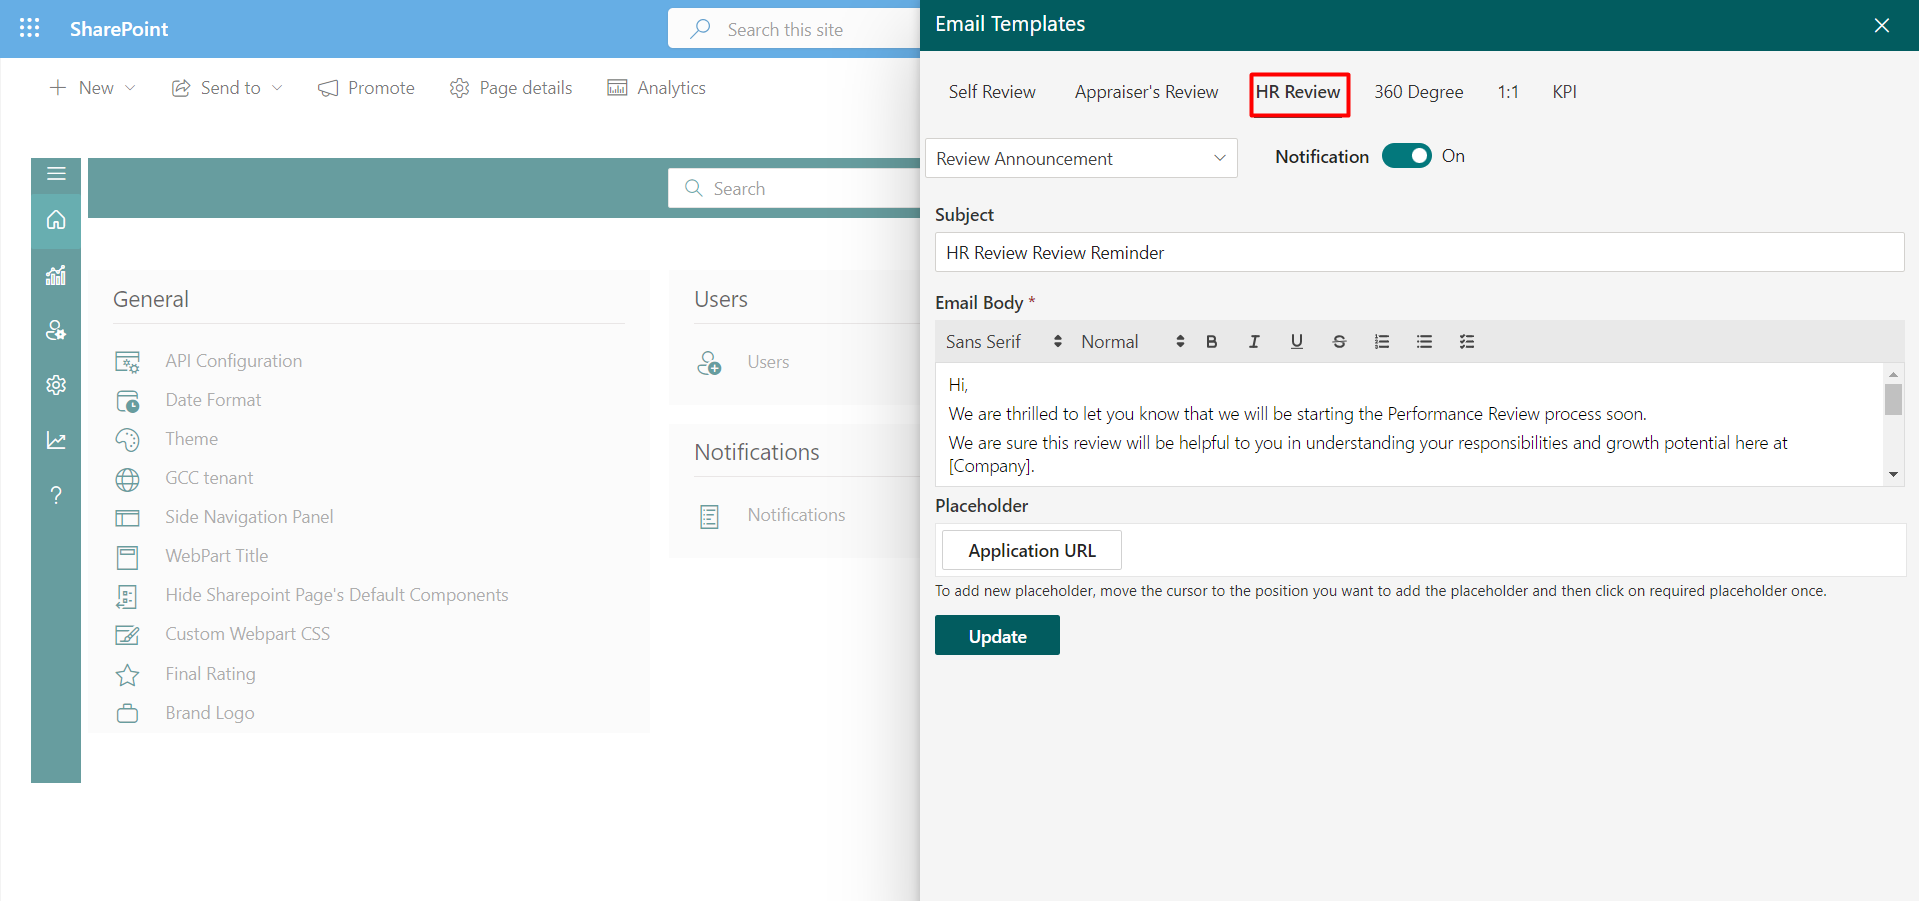 SharePoint
Search this site
New
Send to
Promote
Page details
Analytics
Search
General
API Configuration
Date Format
Theme
GCC tenant
Side Navigation Panel
WebPart Title
Hide Sharepoint Page's Default Components
Custom Webpart CSS
Final Rating
Brand Logo
Users
Users
Notifications
Notifications
Email Templates
Self Review
Appraiser's Review
HR Review
360 Degree
1:1
KPI
Review Announcement
Notification
On
Subject
HR Review Review Reminder
Email Body *
Sans Serif
Normal
B
I
U
S
Hi,
We are thrilled to let you know that we will be starting the Performance Review process soon.
We are sure this review will be helpful to you in understanding your responsibilities and growth potential here at
[Company].
Placeholder
Application URL
To add new placeholder, move the cursor to the position you want to add the placeholder and then click on required placeholder once.
Update